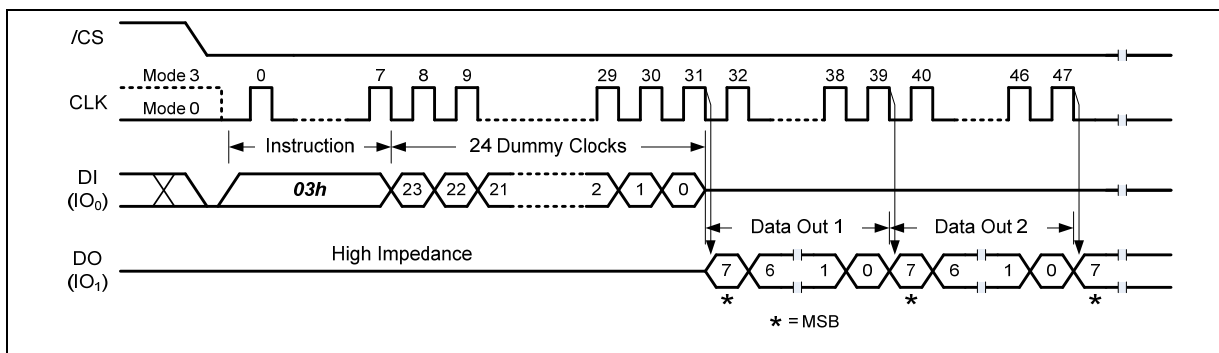 /CS
Mode 3 0 7 8 9 29 30 31 32 38 39 40 46 47
CLK
Mode 0
Instruction 24 Dummy Clocks
DI
(IO0)
03h 23 22 21 2 1 0
Data Out 1 Data Out 2
High Impedance
DO
(IO1)
7 6 1 0 7 6 1 0 7
* * *
* = MSB